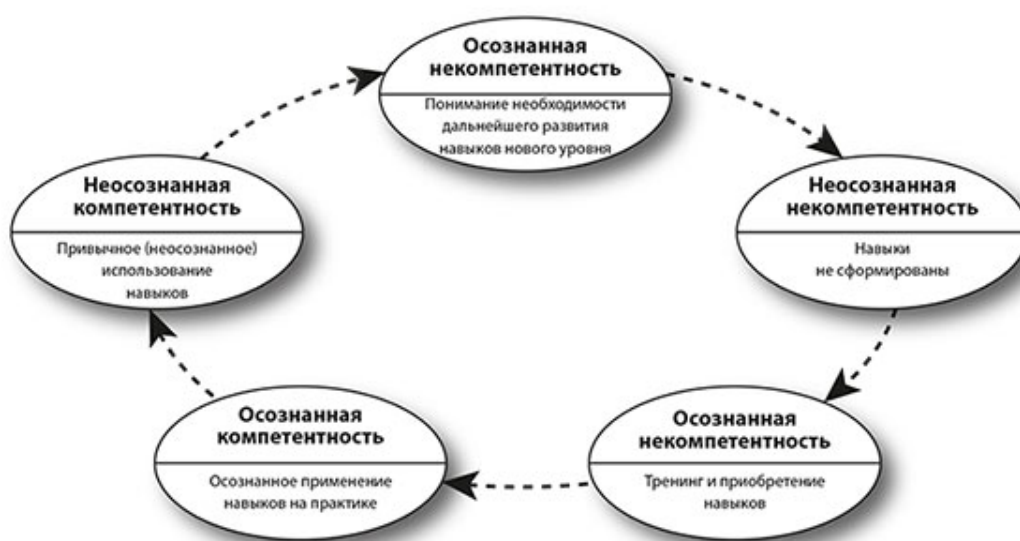 Осознанная
некомпетентность
Понимание необходимости
дальнейшего развития
навыков нового уровня
Неосознанная
компетентность
Привычное (неосознанное)
использование
навыков
Неосознанная
некомпетентность
Навыки
не сформированы
Осознанная
компетентность
Осознанное применение
навыков на практике
Осознанная
некомпетентность
Тренинг и приобретение
навыков